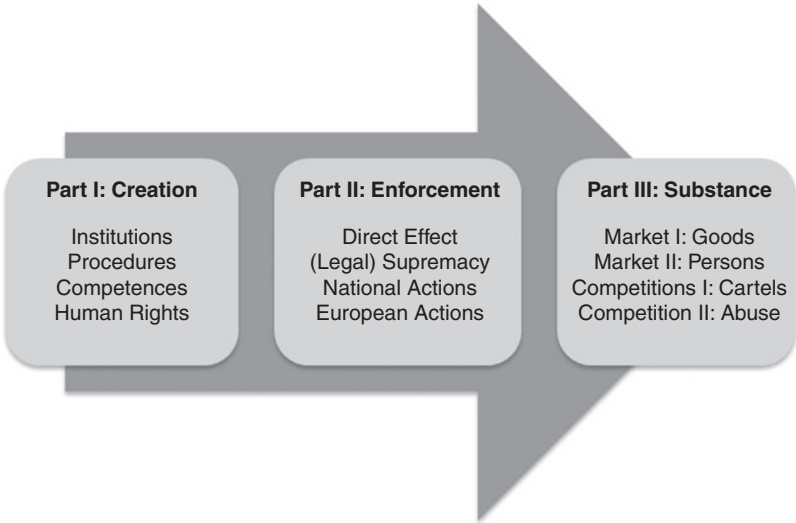 Part I: Creation
Institutions
Procedures
Competences
Human Rights
Part II: Enforcement
Direct Effect
(Legal) Supremacy
National Actions
European Actions
Part III: Substance
Market I: Goods
Market II: Persons
Competitions I: Cartels
Competition II: Abuse